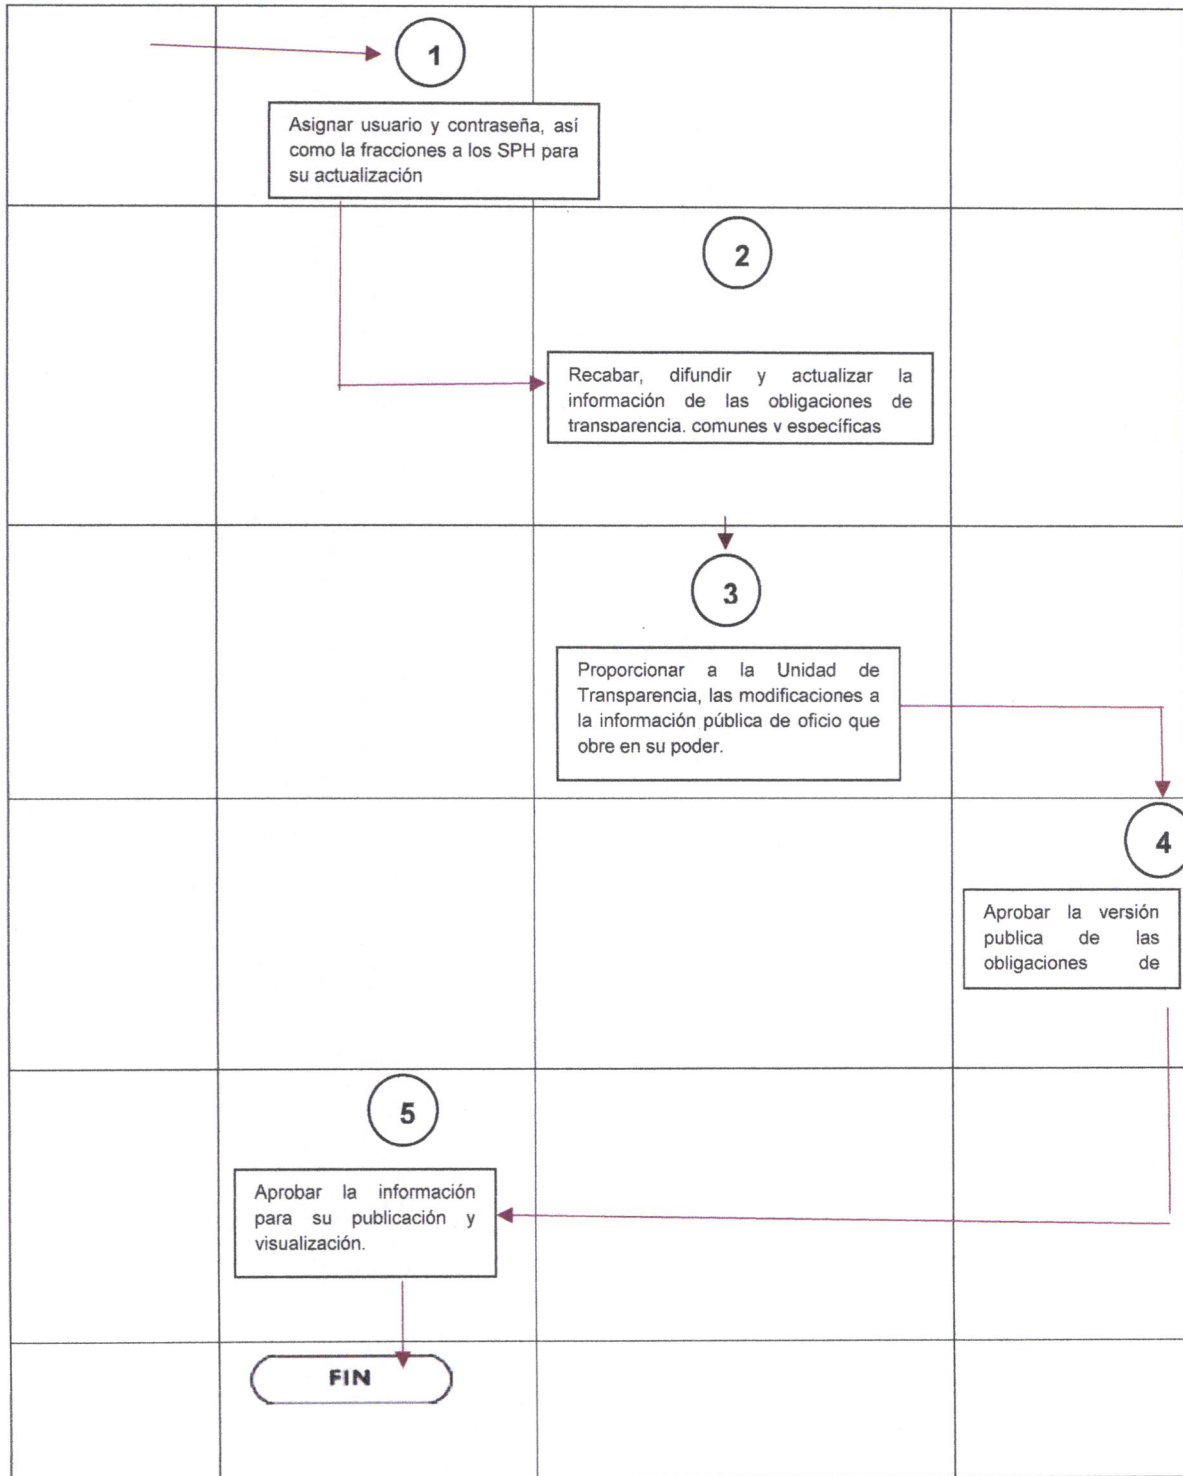 1
Asignar usuario y contraseña, así
como la fracciones a los SPH para
su actualización
2
Recabar, difundir y actualizar la
información de las obligaciones de
transparencia, comunes y específicas
3
Proporcionar a la Unidad de
Transparencia, las modificaciones a
la información pública de oficio que
obre en su poder.
4
Aprobar la versión
publica de las
obligaciones de
5
Aprobar la información
para su publicación y
visualización.
FIN